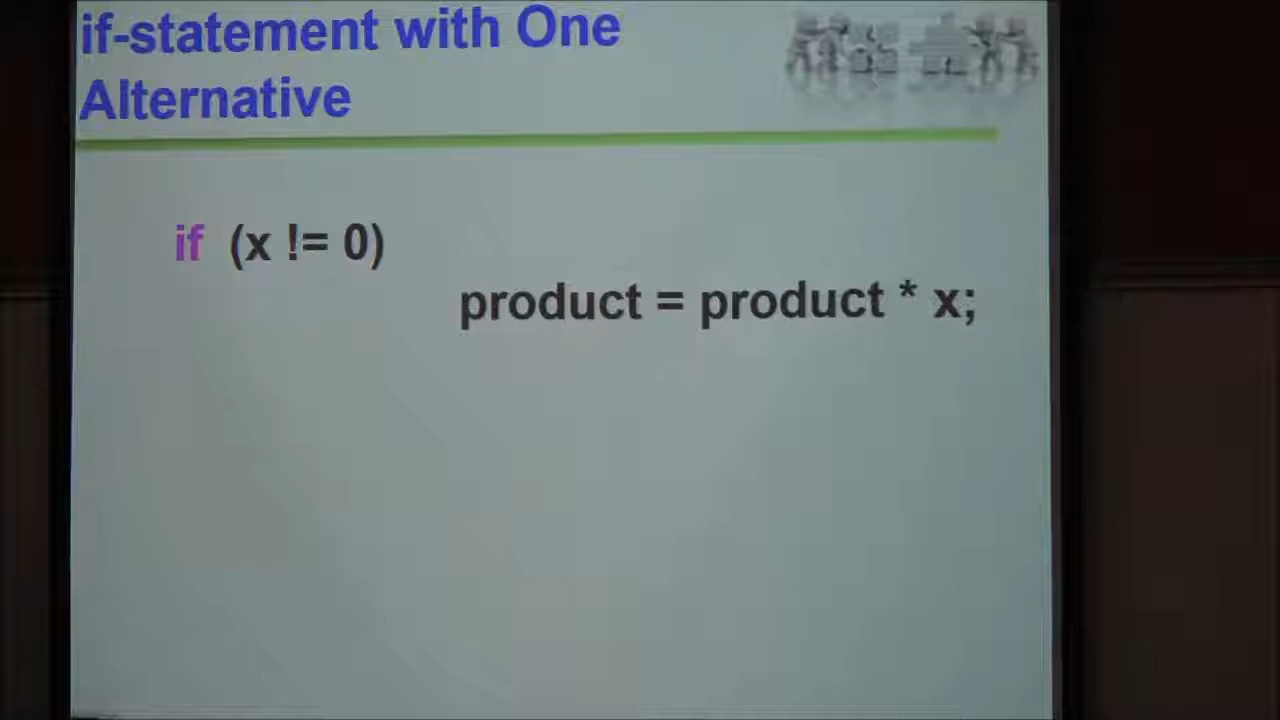 if-statement with One
Alternative
if (x != 0)
product = product * x;